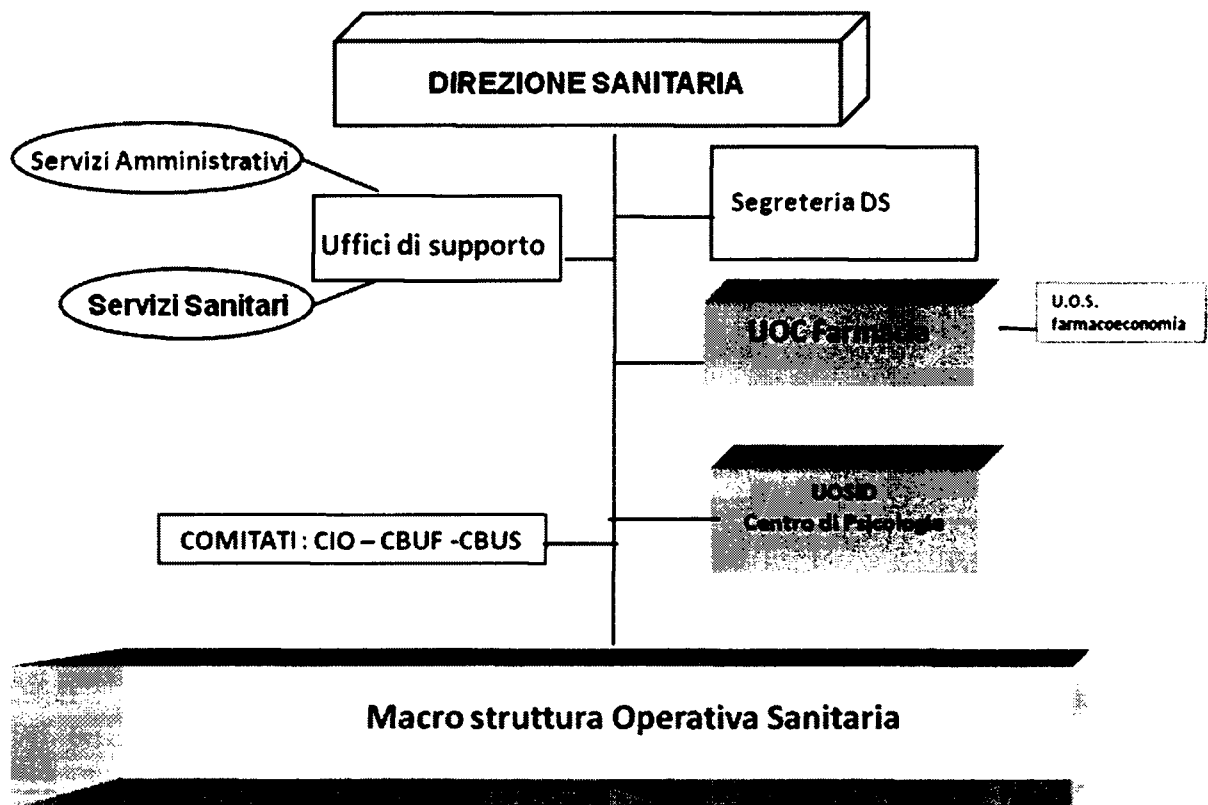 DIREZIONE SANITARIA
Servizi Amministrativi
Segreteria DS
Uffici di supporto
Servizi Sanitari
UOC Farmacia
U.O.S.
farmacoeconomia
UOSID
Centro di Psicologia
COMITATI : CIO – CBUF -CBUS
Macro struttura Operativa Sanitaria